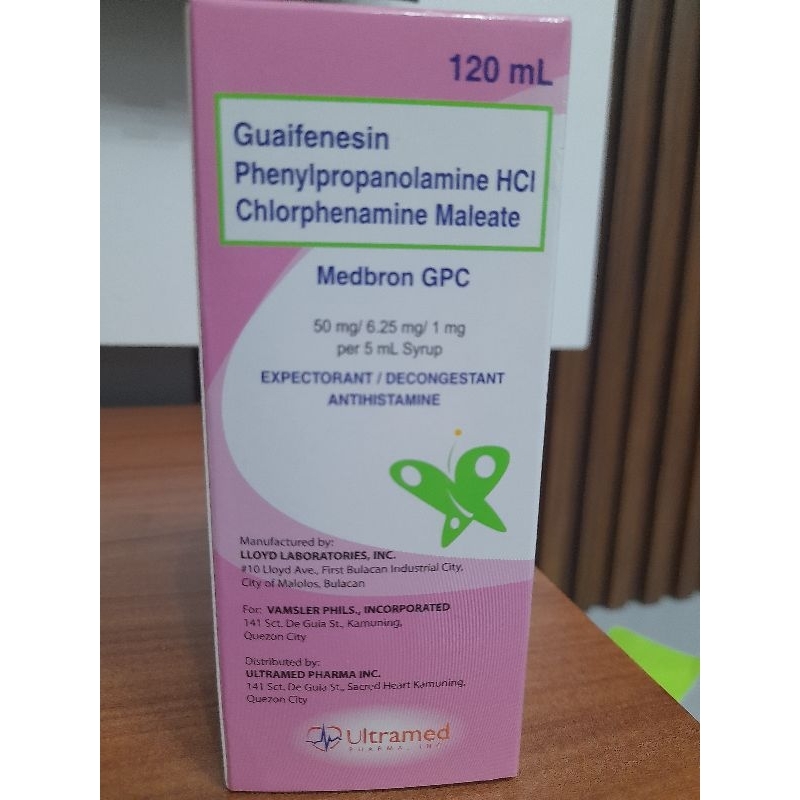 120 mL
Guaifenesin
Phenylpropanolamine HCl
Chlorphenamine Maleate
Medbron GPC
50 mg/ 6.25 mg/ 1 mg
per 5 mL Syrup
EXPECTORANT / DECONGESTANT
ANTIHISTAMINE
Manufactured by:
LLOYD LABORATORIES, INC.
#10 Lloyd Ave., First Bulacan Industrial City,
City of Malolos, Bulacan
For: VAMSLER PHILS., INCORPORATED
141 Sct. De Guia St., Kamuning,
Quezon City
Distributed by:
ULTRAMED PHARMA INC.
141 Sct. De Guia St., Sacred Heart Kamuning,
Quezon City
Ultramed
PHARMA, INC.